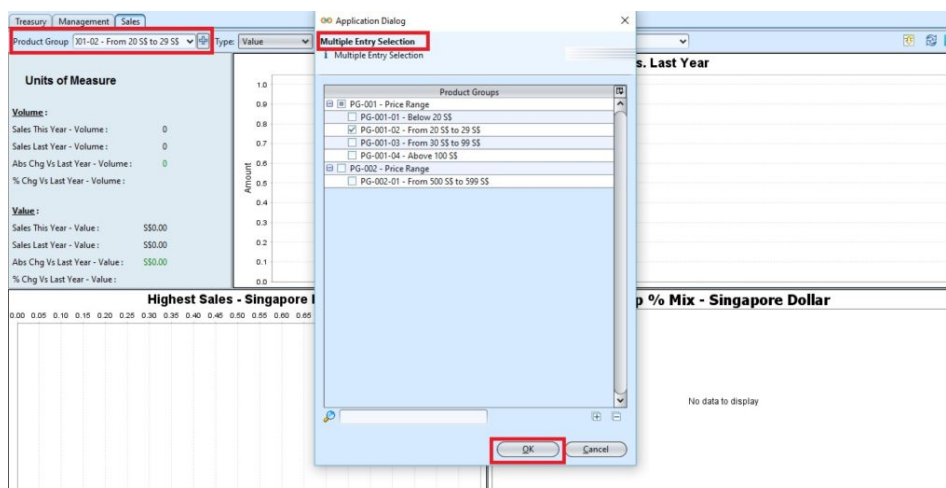 Treasury Management Sales
Product Group 001-02 - From 20 S$ to 29 S$ Type: Value
Units of Measure
Volume :
Sales This Year - Volume : 0
Sales Last Year - Volume : 0
Abs Chg Vs Last Year - Volume : 0
% Chg Vs Last Year - Volume :
Value :
Sales This Year - Value : S$0.00
Sales Last Year - Value : S$0.00
Abs Chg Vs Last Year - Value : S$0.00
% Chg Vs Last Year - Value :
s. Last Year
Amount
1.0
0.9
0.8
0.7
0.6
0.5
0.4
0.3
0.2
0.1
0.0
Application Dialog
Multiple Entry Selection
Multiple Entry Selection
Product Groups
PG-001 - Price Range
PG-001-01 - Below 20 S$
PG-001-02 - From 20 S$ to 29 S$
PG-001-03 - From 30 S$ to 99 S$
PG-001-04 - Above 100 S$
PG-002 - Price Range
PG-002-01 - From 500 S$ to 599 S$
OK Cancel
Highest Sales - Singapore
0.00 0.05 0.10 0.15 0.20 0.25 0.30 0.35 0.40 0.45 0.50 0.55 0.60 0.65
p % Mix - Singapore Dollar
No data to display